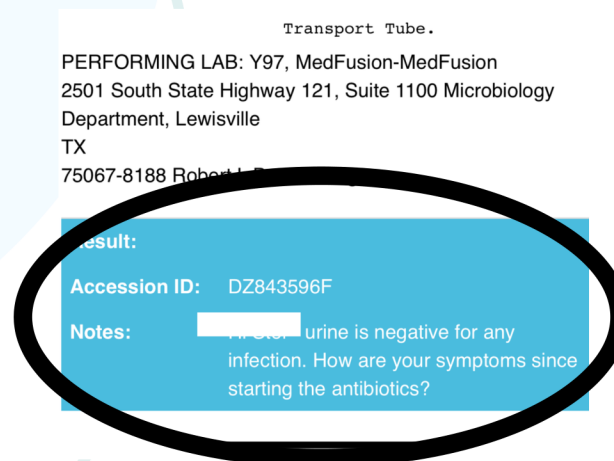 Transport Tube.
PERFORMING LAB: Y97, MedFusion-MedFusion
2501 South State Highway 121, Suite 1100 Microbiology
Department, Lewisville
TX
75067-8188 Robert
Result:
Accession ID: DZ843596F
Notes: urine is negative for any
infection. How are your symptoms since
starting the antibiotics?